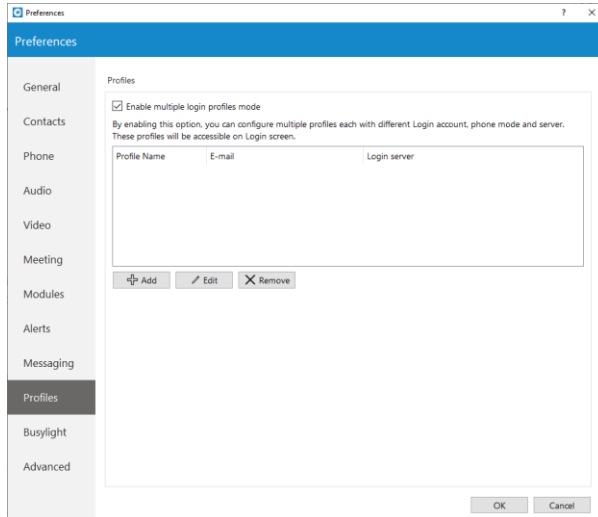 Preferences
?
Preferences
General
Contacts
Phone
Audio
Video
Meeting
Modules
Alerts
Messaging
Profiles
Busylight
Advanced
Profiles
Enable multiple login profiles mode
By enabling this option, you can configure multiple profiles each with different Login account, phone mode and server.
These profiles will be accessible on Login screen.
Profile Name E-mail Login server
Add Edit Remove
OK Cancel